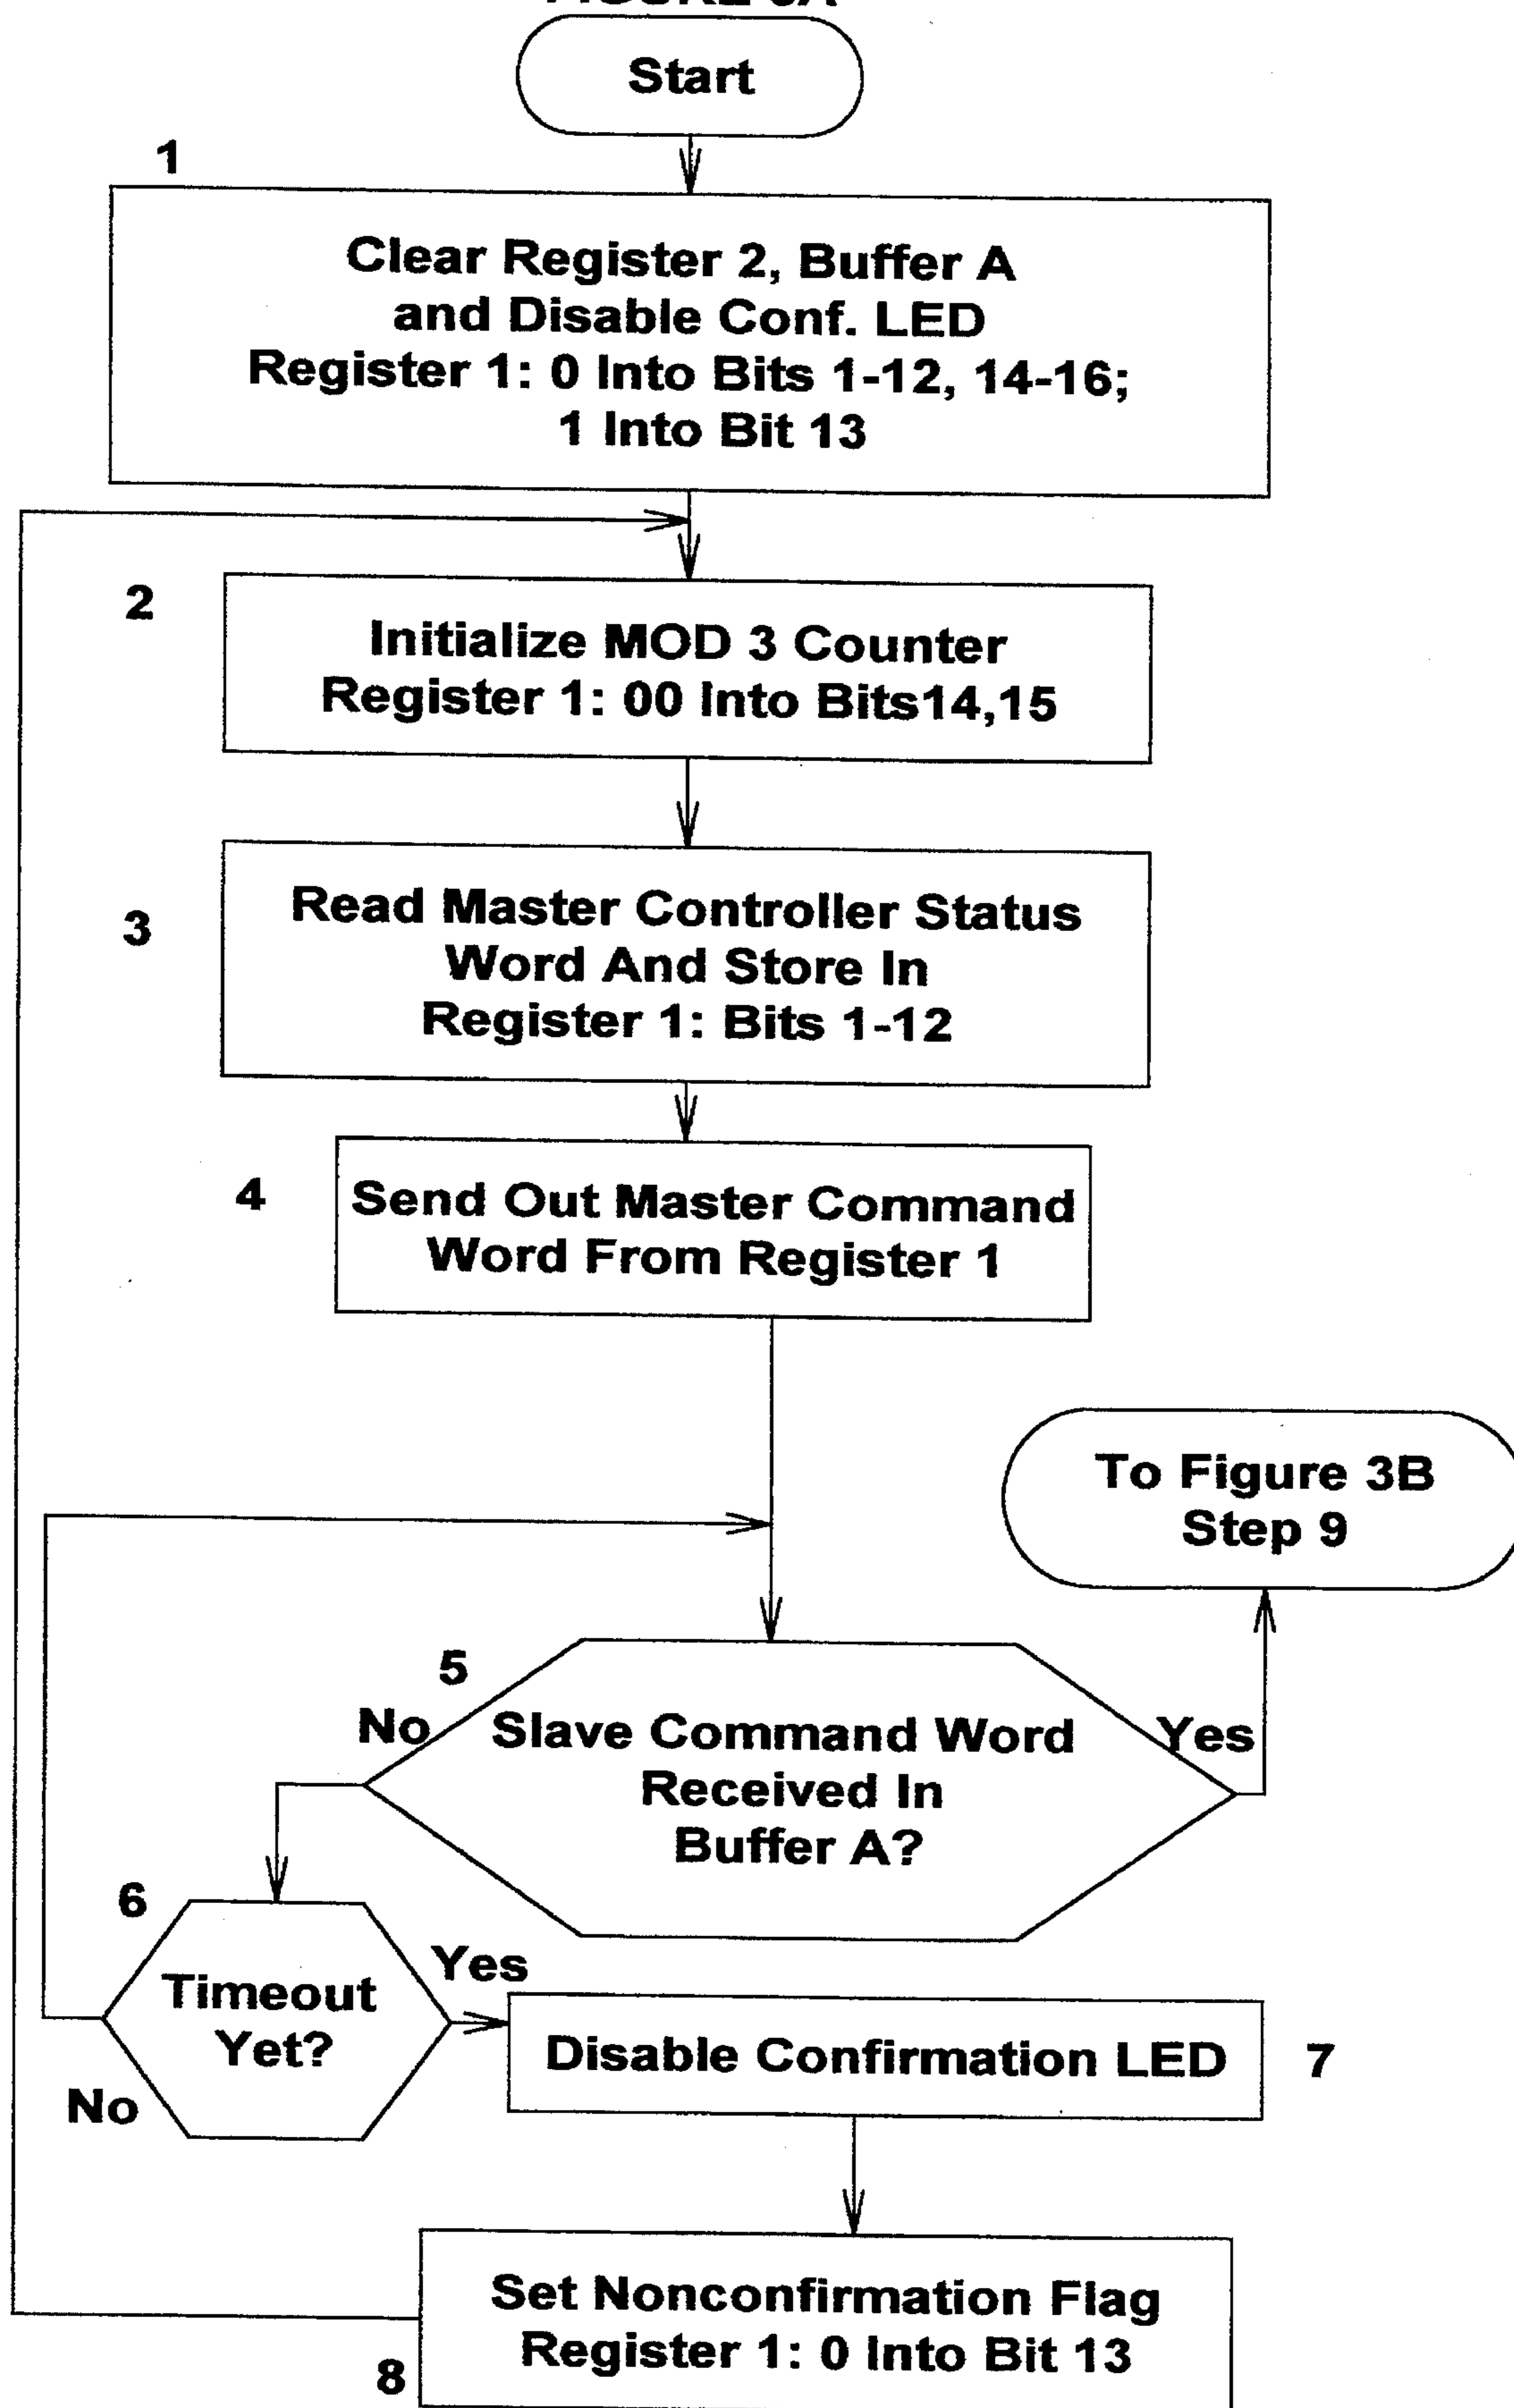 Start
1
Clear Register 2, Buffer A
and Disable Conf. LED
Register 1: 0 Into Bits 1-12, 14-16;
1 Into Bit 13
2
Initialize MOD 3 Counter
Register 1: 00 Into Bits14,15
3
Read Master Controller Status
Word And Store In
Register 1: Bits 1-12
4
Send Out Master Command
Word From Register 1
To Figure 3B
Step 9
5
No
Slave Command Word
Received In
Buffer A?
Yes
6
Timeout
Yet?
Yes
No
Disable Confirmation LED
7
Set Nonconfirmation Flag
Register 1: 0 Into Bit 13
8